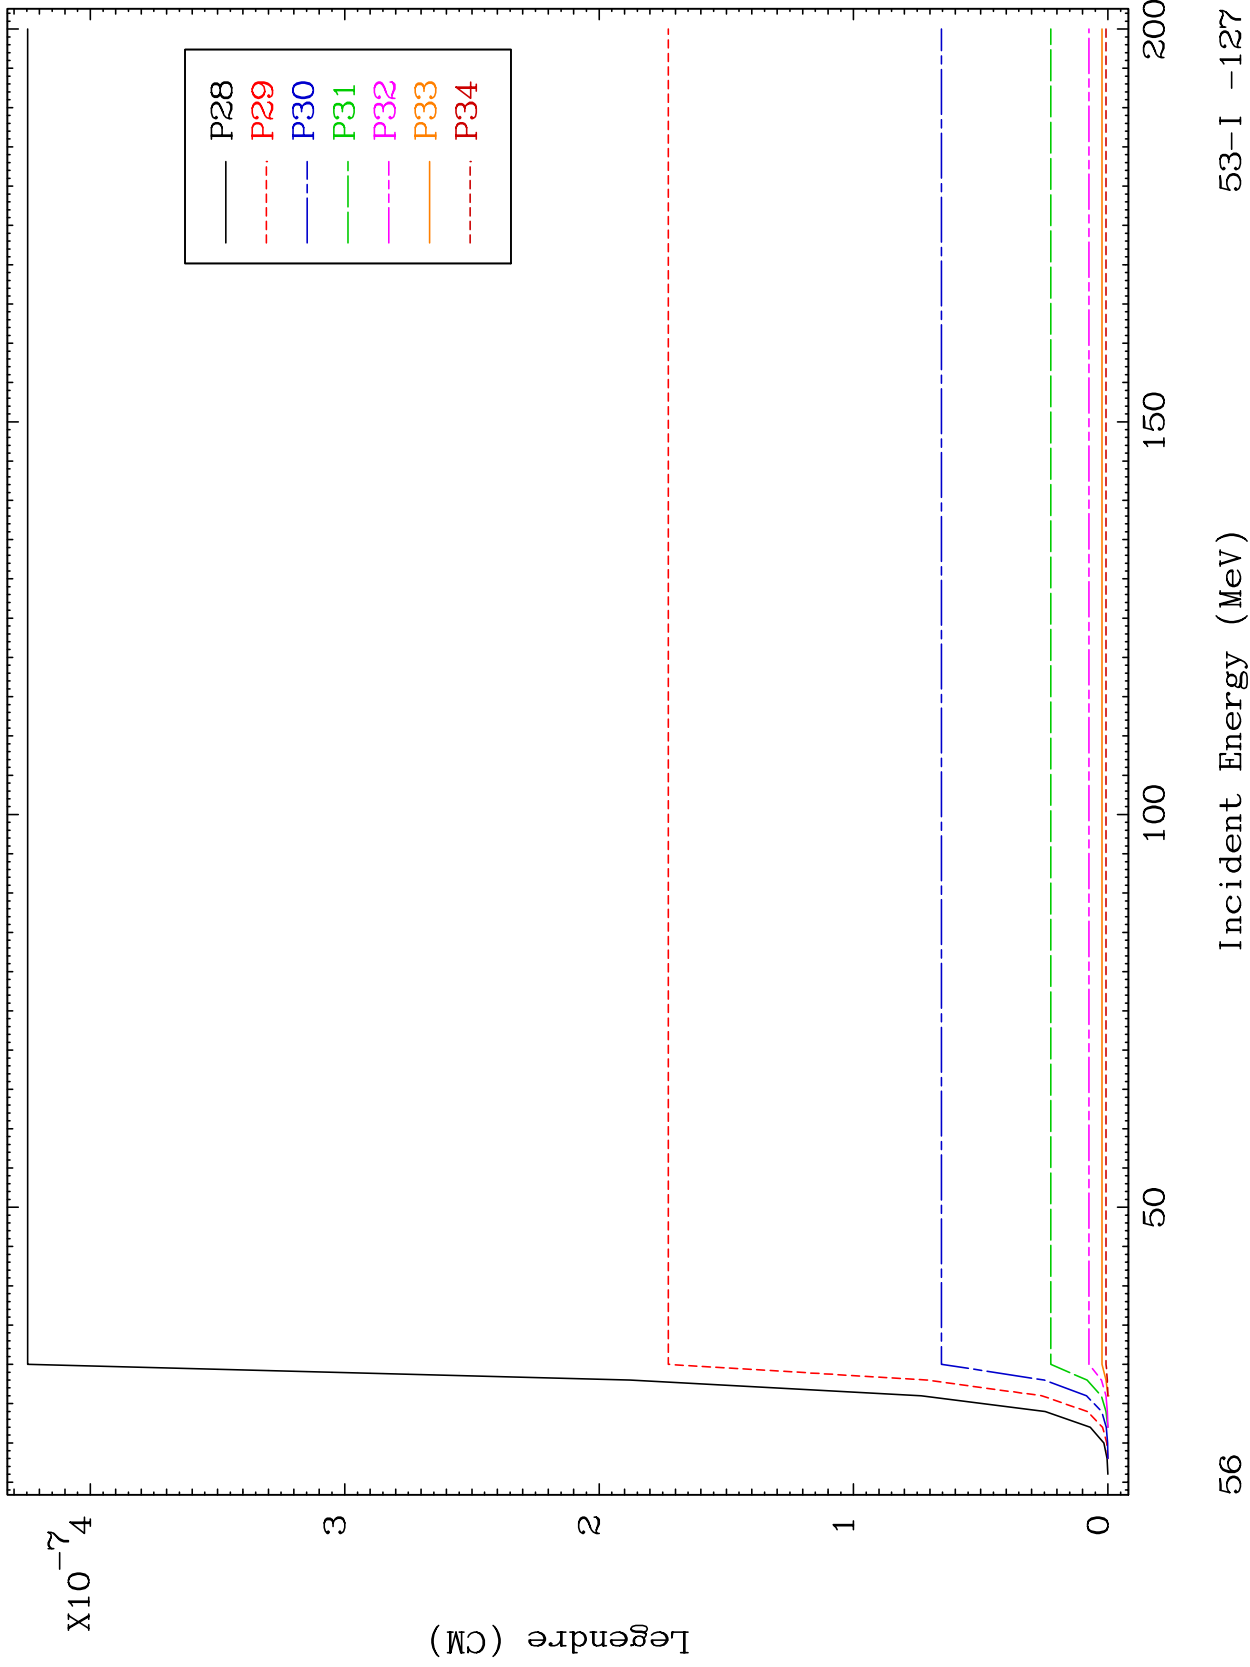 X10-7
4
3
2
1
0
Legendre (CM)
P28
P29
P30
P31
P32
P33
P34
50
100
150
200
Incident Energy (MeV)
56
53-I -127